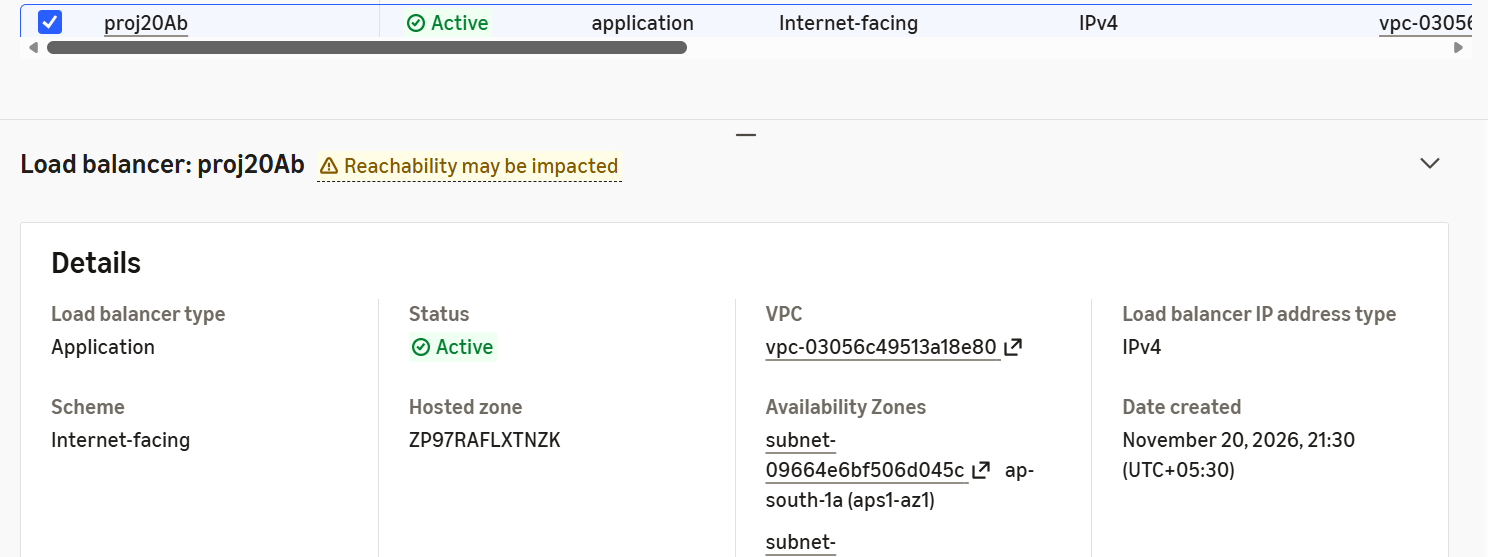 proj20Ab Active application Internet-facing IPv4 vpc-03056
Load balancer: proj20Ab Reachability may be impacted
Details
Load balancer type
Application
Status
Active
VPC
vpc-03056c49513a18e80
Load balancer IP address type
IPv4
Scheme
Internet-facing
Hosted zone
ZP97RAFLXTNZK
Availability Zones
subnet-
09664e6bf506d045c ap-
south-1a (aps1-az1)
subnet-
Date created
November 20, 2026, 21:30
(UTC+05:30)